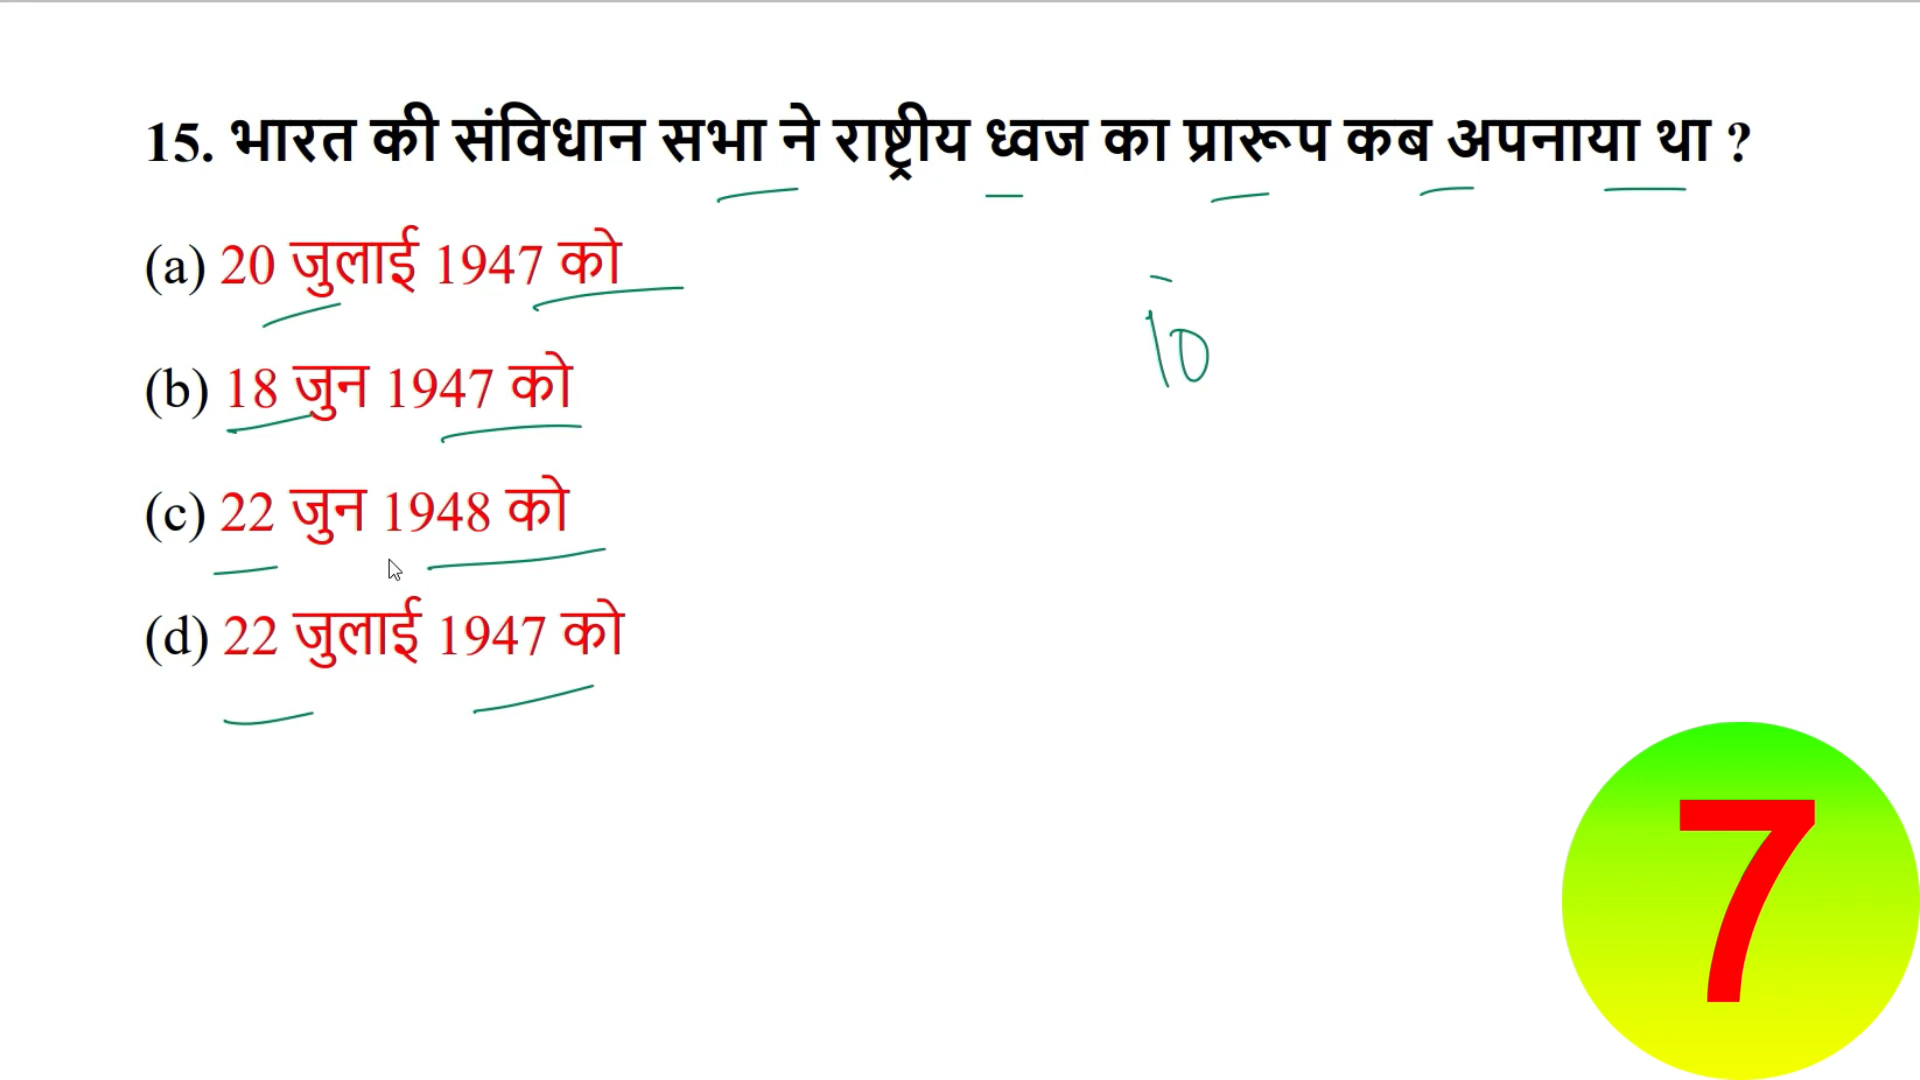 15. भारत की संविधान सभा ने राष्ट्रीय ध्वज का प्रारूप कब अपनाया था ?
(a) 20 जुलाई 1947 को
10
(b) 18 जुन 1947 को
(c) 22 जुन 1948 को
(d) 22 जुलाई 1947 को
7